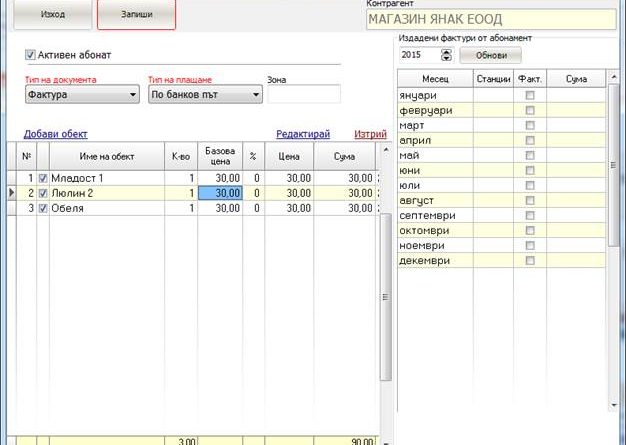 Изход
Запиши
Контрагент
МАГАЗИН ЯНАК ЕООД
Активен абонат
Тип на документа Тип на плащане Зона
Фактура По банков път
Добави обект Редактирай Изтрий
№ Име на обект К-во Базова цена % Цена Сума
1 Младост 1 1 30,00 0 30,00 30,00
2 Люлин 2 1 30,00 0 30,00 30,00
3 Обеля 1 30,00 0 30,00 30,00
3,00 90,00
Издадени фактури от абонамент
2015 Обнови
Месец Станции Факт. Сума
януари
февруари
март
април
май
юни
юли
август
септември
октомври
ноември
декември